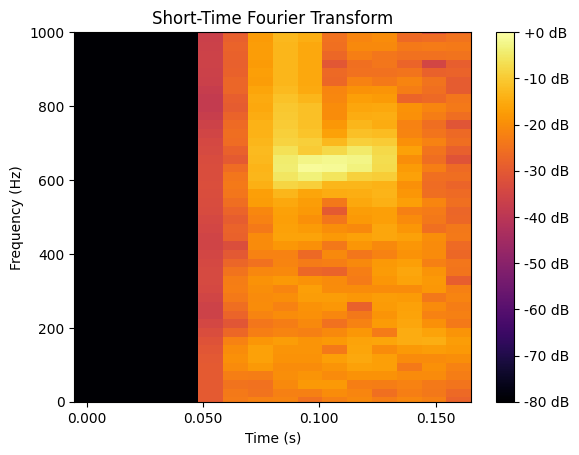 Short-Time Fourier Transform
1000
800
600
400
200
0
Frequency (Hz)
0.000
0.050
0.100
0.150
Time (s)
+0 dB
-10 dB
-20 dB
-30 dB
-40 dB
-50 dB
-60 dB
-70 dB
-80 dB